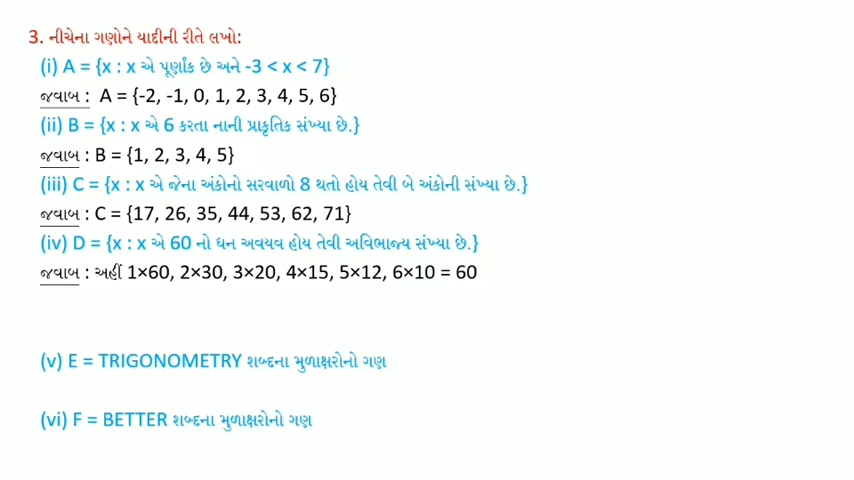 3. નીચેના ગણોને યાદીની રીતે લખો:
(i) A = {x : x એ પૂર્ણાંક છે અને -3 < x < 7}
જવાબ : A = {-2, -1, 0, 1, 2, 3, 4, 5, 6}
(ii) B = {x : x એ 6 કરતા નાની પ્રાકૃતિક સંખ્યા છે.}
જવાબ : B = {1, 2, 3, 4, 5}
(iii) C = {x : x એ જેના અંકોનો સરવાળો 8 થતો હોય તેવી બે અંકોની સંખ્યા છે.}
જવાબ : C = {17, 26, 35, 44, 53, 62, 71}
(iv) D = {x : x એ 60 નો ધન અવયવ હોય તેવી અવિભાજ્ય સંખ્યા છે.}
જવાબ : અહીં 1×60, 2×30, 3×20, 4×15, 5×12, 6×10 = 60
(v) E = TRIGONOMETRY શબ્દના મુળાક્ષરોનો ગણ
(vi) F = BETTER શબ્દના મુળાક્ષરોનો ગણ